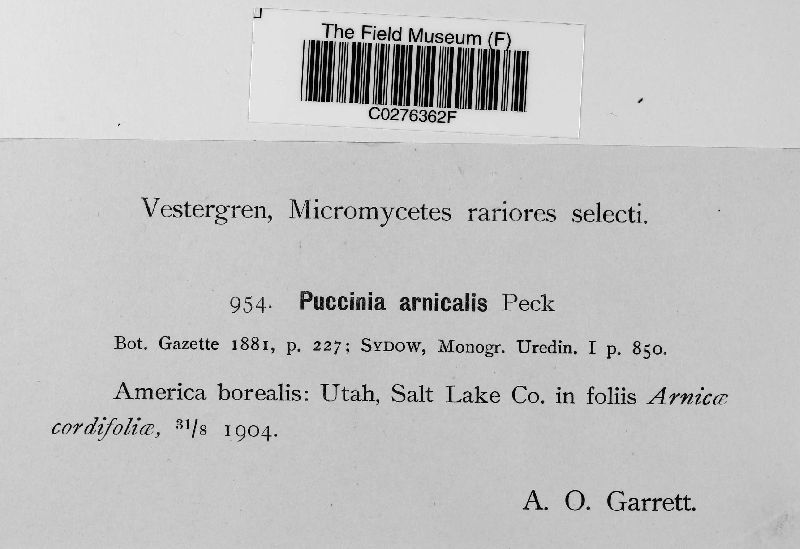 The Field Museum (F)
C0276362F
Vestergren, Micromycetes rariores selecti.
954. Puccinia arnicalis Peck
Bot. Gazette 1881, p. 227; SYDOW, Monogr. Uredin. I p. 850.
America borealis: Utah, Salt Lake Co. in foliis Arnicæ
cordifoliæ, 31/8 1904.
A. O. Garrett.